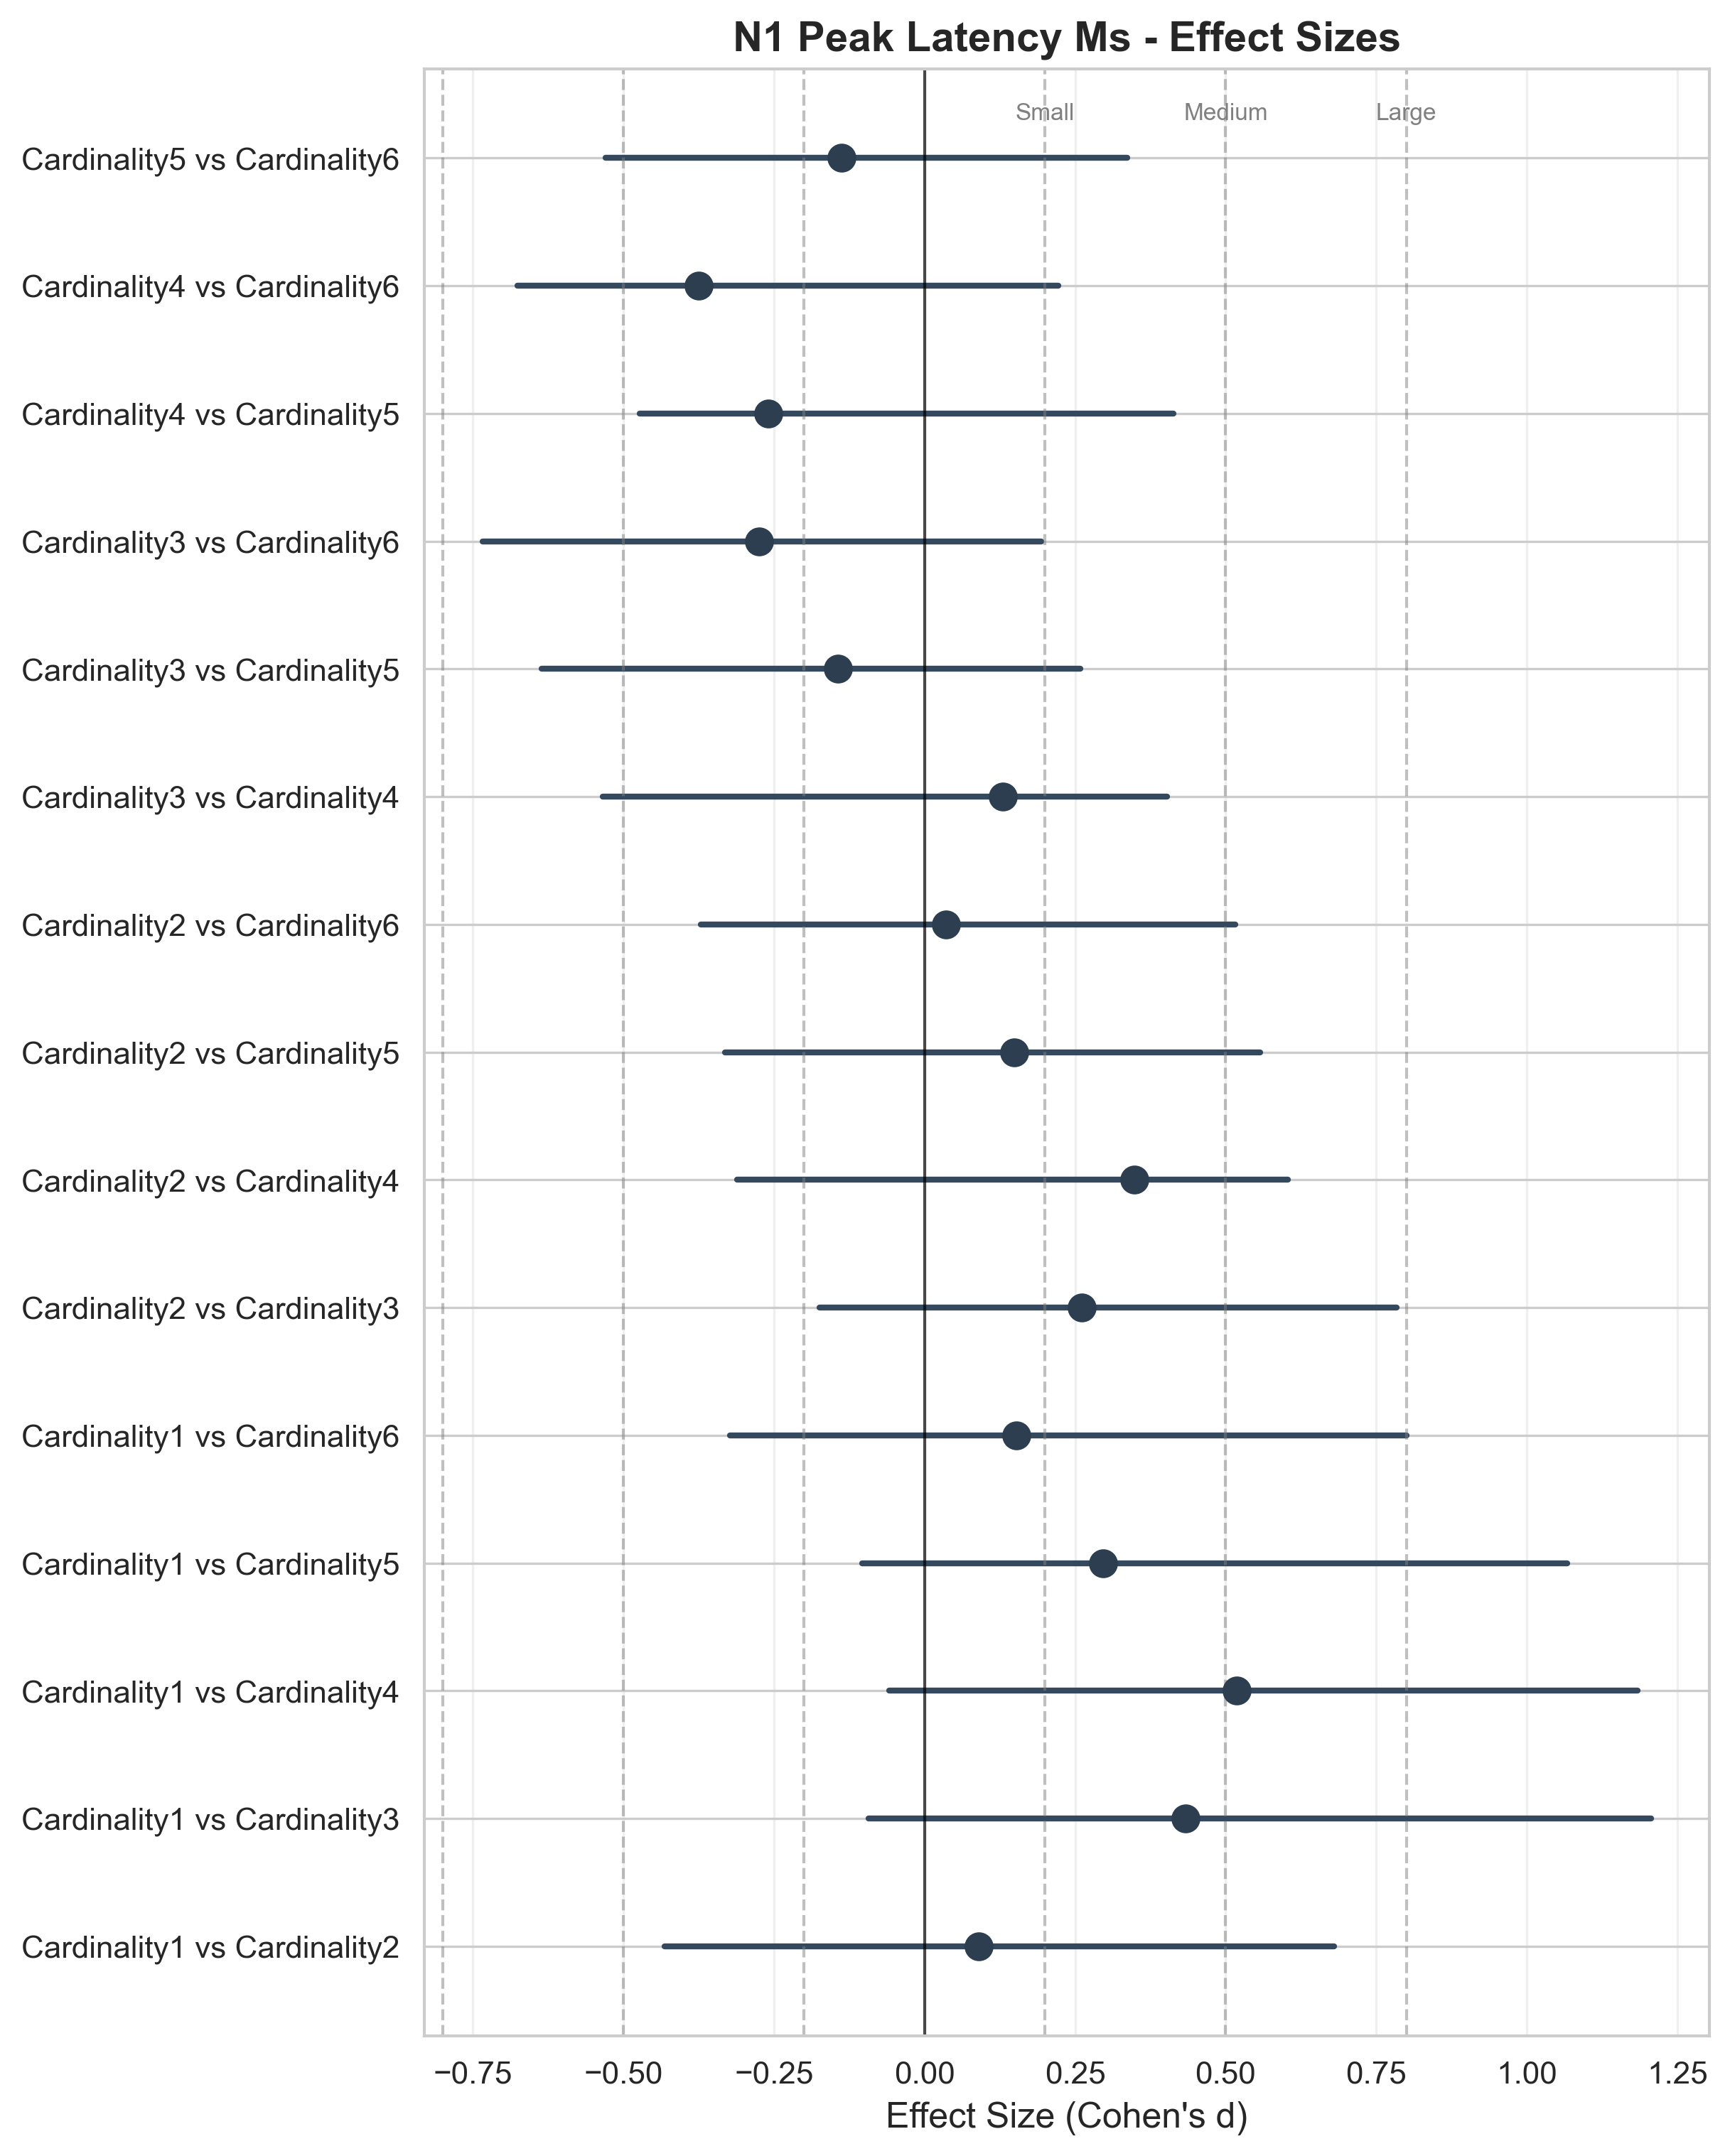 N1 Peak Latency Ms - Effect Sizes
Small Medium Large
Cardinality5 vs Cardinality6
Cardinality4 vs Cardinality6
Cardinality4 vs Cardinality5
Cardinality3 vs Cardinality6
Cardinality3 vs Cardinality5
Cardinality3 vs Cardinality4
Cardinality2 vs Cardinality6
Cardinality2 vs Cardinality5
Cardinality2 vs Cardinality4
Cardinality2 vs Cardinality3
Cardinality1 vs Cardinality6
Cardinality1 vs Cardinality5
Cardinality1 vs Cardinality4
Cardinality1 vs Cardinality3
Cardinality1 vs Cardinality2
−0.75 −0.50 −0.25 0.00 0.25 0.50 0.75 1.00 1.25
Effect Size (Cohen's d)